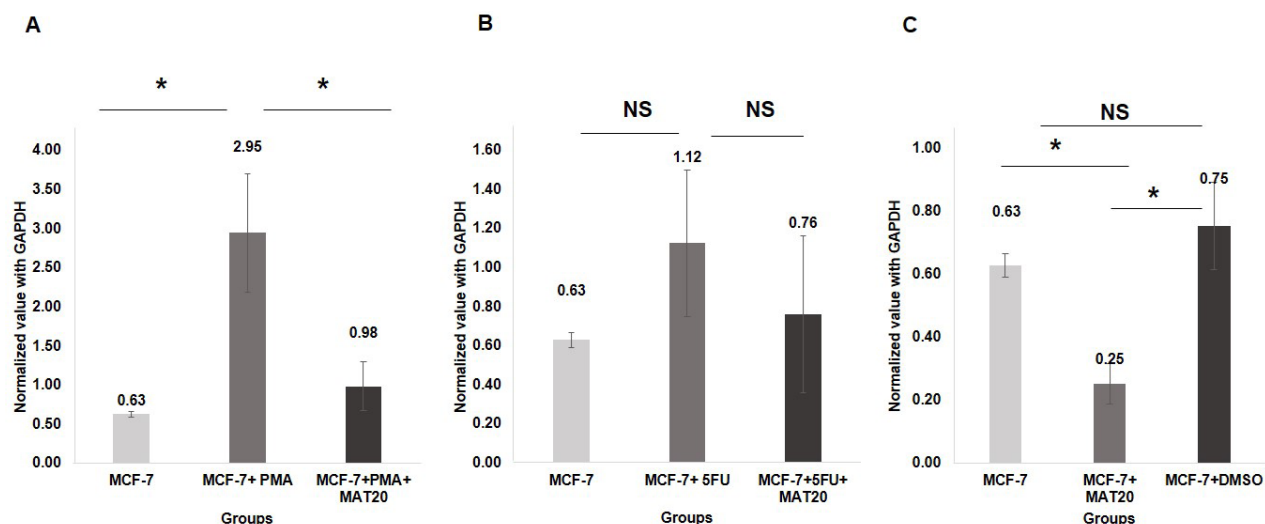 A
*
*
Normalized value with GAPDH
4.00
3.50
3.00
2.50
2.00
1.50
1.00
0.50
0.00
0.63
2.95
0.98
MCF-7
MCF-7+ PMA
MCF-7+PMA+
MAT20
Groups
B
NS
NS
Normalized value with GAPDH
1.60
1.40
1.20
1.00
0.80
0.60
0.40
0.20
0.00
0.63
1.12
0.76
MCF-7
MCF-7+ 5FU
MCF-7+5FU+
MAT20
Groups
C
NS
*
*
Normalized value with GAPDH
1.00
0.80
0.60
0.40
0.20
0.00
0.63
0.25
0.75
MCF-7
MCF-7+
MAT20
MCF-7+DMSO
Groups